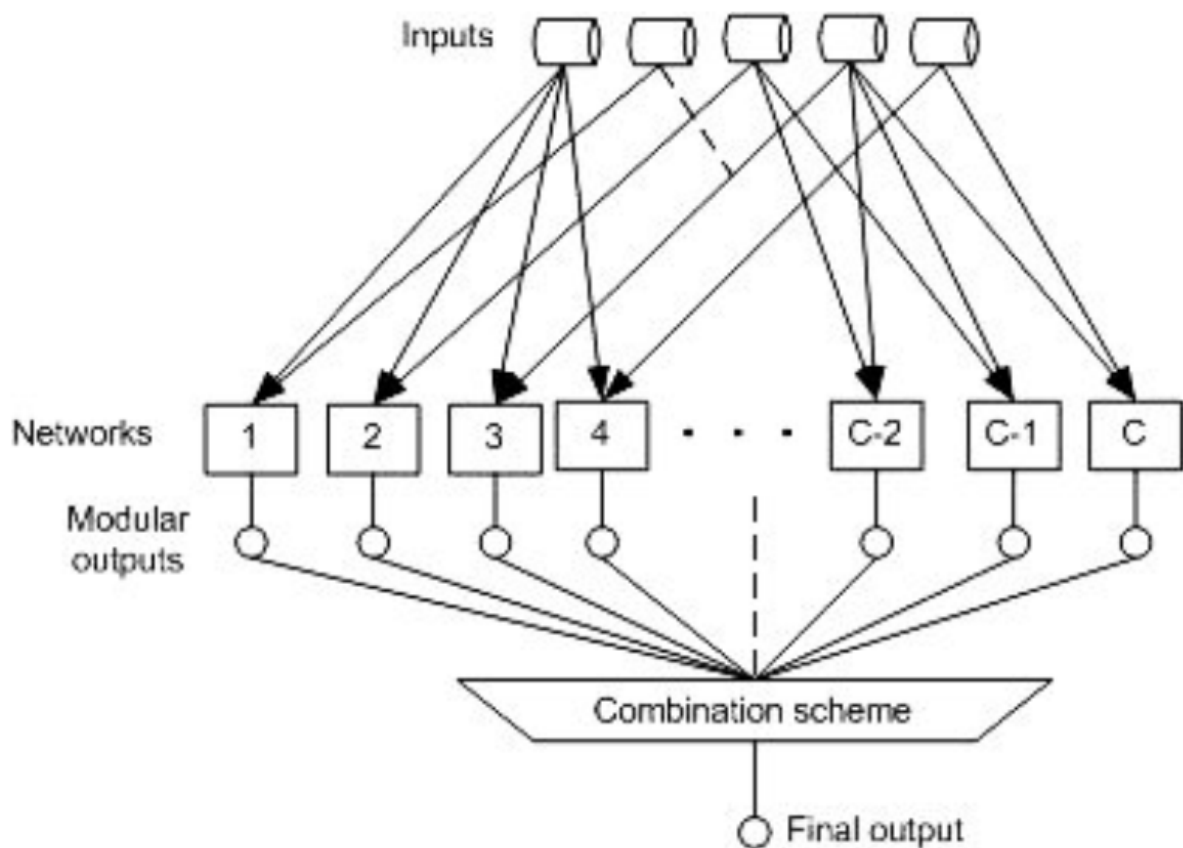 Inputs
Networks
1 2 3 4 . . . C-2 C-1 C
Modular
outputs
Combination scheme
Final output